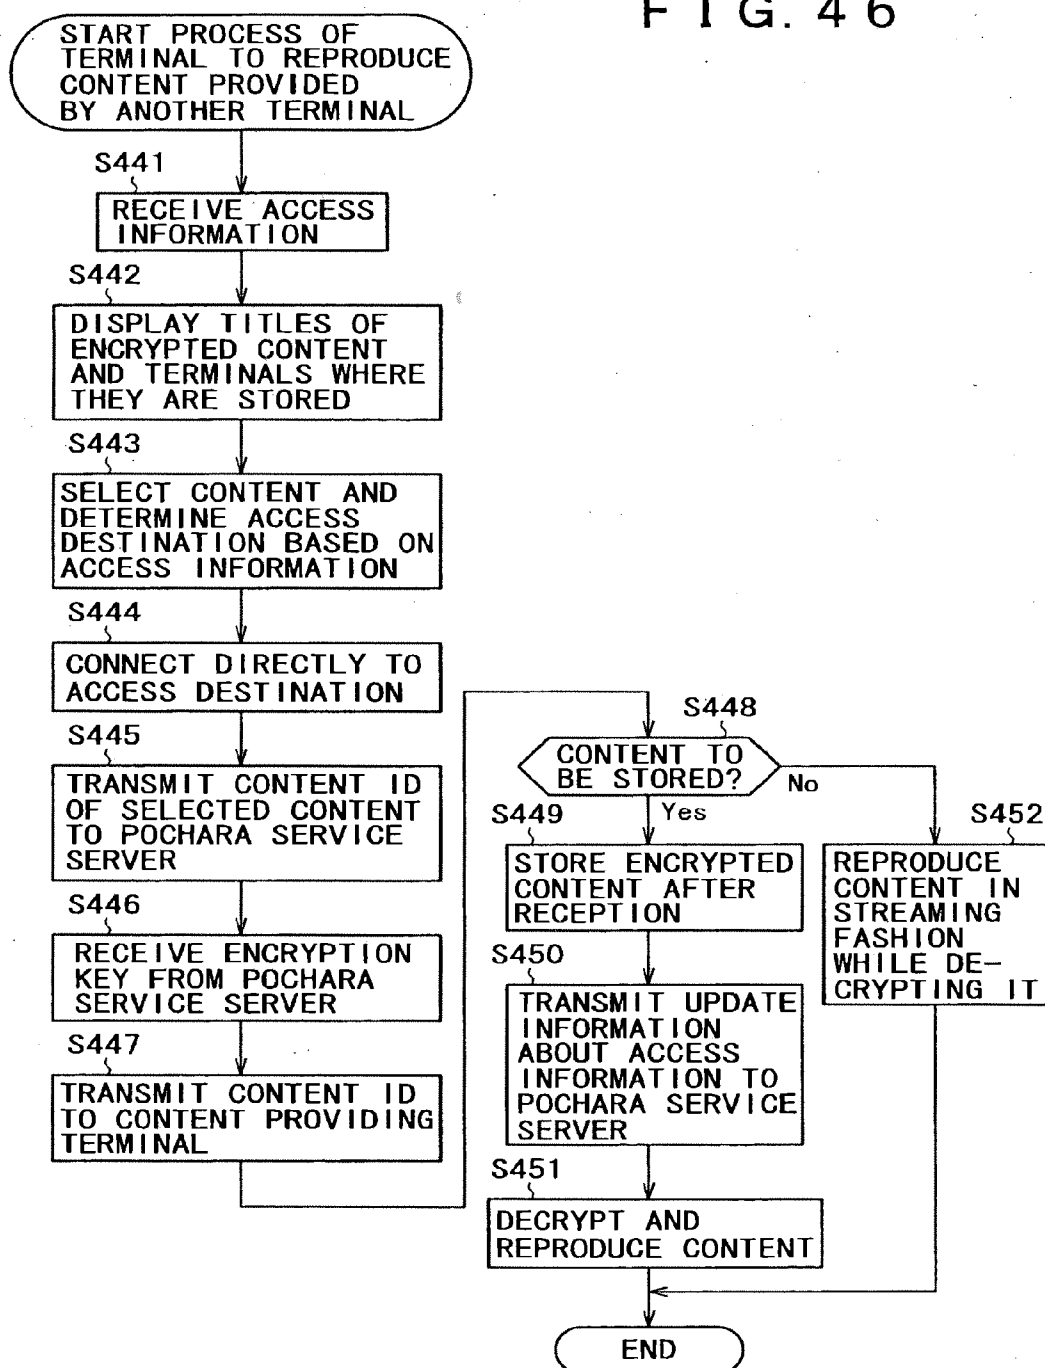 FIG. 46
START PROCESS OF
TERMINAL TO REPRODUCE
CONTENT PROVIDED
BY ANOTHER TERMINAL
S441
RECEIVE ACCESS
INFORMATION
S442
DISPLAY TITLES OF
ENCRYPTED CONTENT
AND TERMINALS WHERE
THEY ARE STORED
S443
SELECT CONTENT AND
DETERMINE ACCESS
DESTINATION BASED ON
ACCESS INFORMATION
S444
CONNECT DIRECTLY TO
ACCESS DESTINATION
S445
TRANSMIT CONTENT ID
OF SELECTED CONTENT
TO POCHARA SERVICE
SERVER
S446
RECEIVE ENCRYPTION
KEY FROM POCHARA
SERVICE SERVER
S447
TRANSMIT CONTENT ID
TO CONTENT PROVIDING
TERMINAL
S448
CONTENT TO
BE STORED?
No
Yes
S449
STORE ENCRYPTED
CONTENT AFTER
RECEPTION
S450
TRANSMIT UPDATE
INFORMATION
ABOUT ACCESS
INFORMATION TO
POCHARA SERVICE
SERVER
S451
DECRYPT AND
REPRODUCE CONTENT
S452
REPRODUCE
CONTENT IN
STREAMING
FASHION
WHILE DE-
CRYPTING IT
END